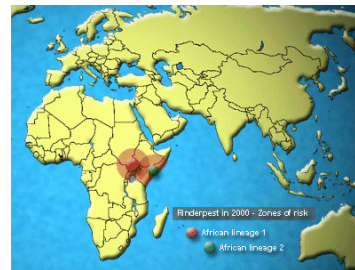 Rinderpest in 2000 - Zones of risk
African lineage 1
African lineage 2